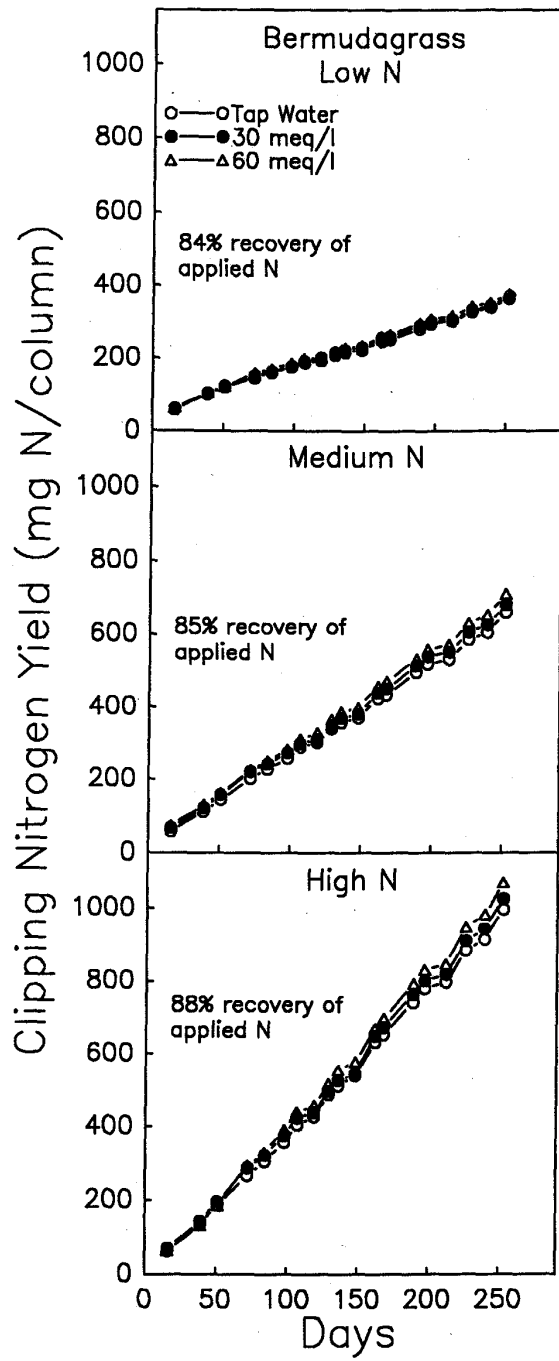 Bermudagrass
Low N
Tap Water
30 meq/l
60 meq/l
84% recovery of
applied N
1000
800
600
400
200
0
Medium N
85% recovery of
applied N
1000
800
600
400
200
0
High N
88% recovery of
applied N
1000
800
600
400
200
0
0 50 100 150 200 250
Days
Clipping Nitrogen Yield (mg N/column)